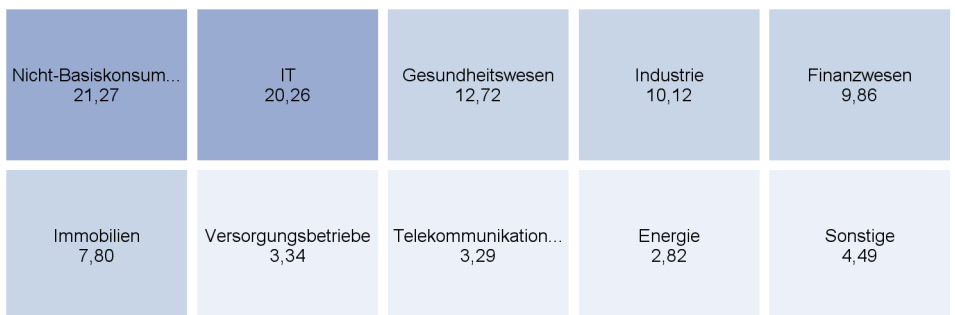 Nicht-Basiskonsum...
21,27
IT
20,26
Gesundheitswesen
12,72
Industrie
10,12
Finanzwesen
9,86
Immobilien
7,80
Versorgungsbetriebe
3,34
Telekommunikation...
3,29
Energie
2,82
Sonstige
4,49